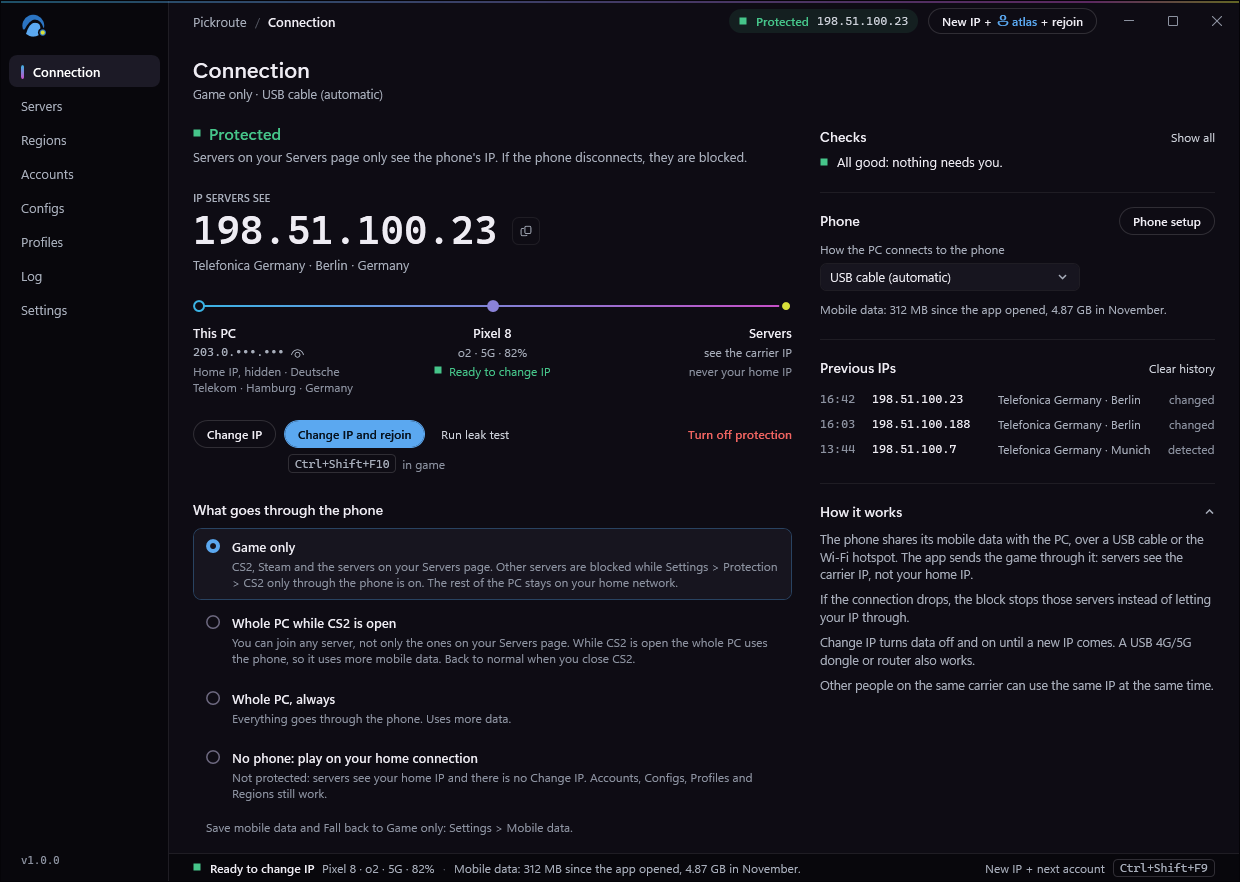 Pickroute / Connection
Protected 198.51.100.23
New IP + atlas + rejoin
Connection
Servers
Regions
Accounts
Configs
Profiles
Log
Settings
v1.0.0
Connection
Game only · USB cable (automatic)
Protected
Servers on your Servers page only see the phone's IP. If the phone disconnects, they are blocked.
IP SERVERS SEE
198.51.100.23
Telefonica Germany · Berlin · Germany
This PC
203.0.•••.•••
Home IP, hidden · Deutsche
Telekom · Hamburg · Germany
Pixel 8
o2 · 5G · 82%
Ready to change IP
Servers
see the carrier IP
never your home IP
Change IP
Change IP and rejoin
Run leak test
Turn off protection
Ctrl+Shift+F10 in game
What goes through the phone
Game only
CS2, Steam and the servers on your Servers page. Other servers are blocked while Settings > Protection
> CS2 only through the phone is on. The rest of the PC stays on your home network.
Whole PC while CS2 is open
You can join any server, not only the ones on your Servers page. While CS2 is open the whole PC uses
the phone, so it uses more mobile data. Back to normal when you close CS2.
Whole PC, always
Everything goes through the phone. Uses more data.
No phone: play on your home connection
Not protected: servers see your home IP and there is no Change IP. Accounts, Configs, Profiles and
Regions still work.
Save mobile data and Fall back to Game only: Settings > Mobile data.
Checks
Show all
All good: nothing needs you.
Phone
Phone setup
How the PC connects to the phone
USB cable (automatic)
Mobile data: 312 MB since the app opened, 4.87 GB in November.
Previous IPs
Clear history
16:42 198.51.100.23 Telefonica Germany · Berlin changed
16:03 198.51.100.188 Telefonica Germany · Berlin changed
13:44 198.51.100.7 Telefonica Germany · Munich detected
How it works
The phone shares its mobile data with the PC, over a USB cable or the
Wi-Fi hotspot. The app sends the game through it: servers see the
carrier IP, not your home IP.
If the connection drops, the block stops those servers instead of letting
your IP through.
Change IP turns data off and on until a new IP comes. A USB 4G/5G
dongle or router also works.
Other people on the same carrier can use the same IP at the same time.
Ready to change IP Pixel 8 · o2 · 5G · 82% · Mobile data: 312 MB since the app opened, 4.87 GB in November.
New IP + next account Ctrl+Shift+F9